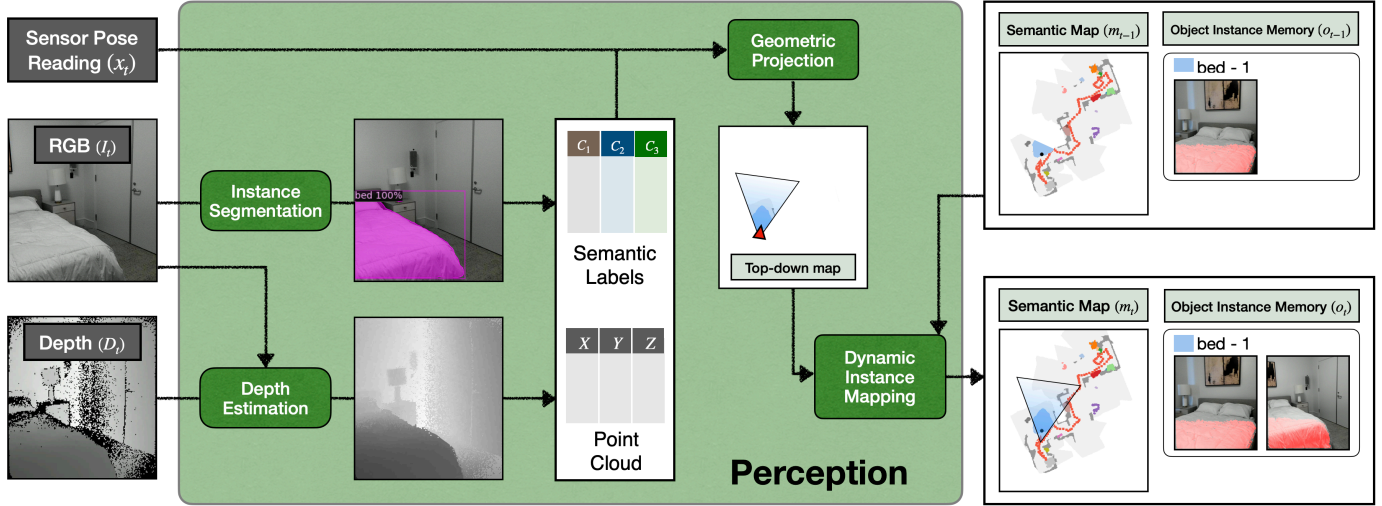 Sensor Pose
Reading (x_t)
RGB (I_t)
Depth (D_t)
Instance
Segmentation
Depth
Estimation
bed 100%
C_1 C_2 C_3
Semantic
Labels
X Y Z
Point
Cloud
Geometric
Projection
Top-down map
Dynamic
Instance
Mapping
Perception
Semantic Map (m_{t−1})
Object Instance Memory (o_{t−1})
bed - 1
Semantic Map (m_t)
Object Instance Memory (o_t)
bed - 1